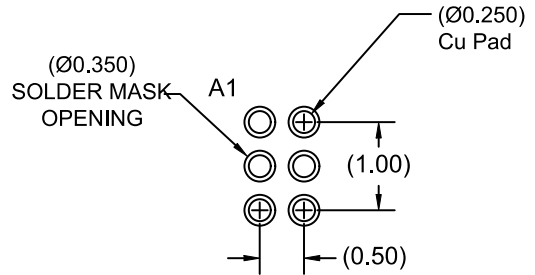 (Ø0.250)
Cu Pad
(Ø0.350)
SOLDER MASK
OPENING
A1
(1.00)
(0.50)